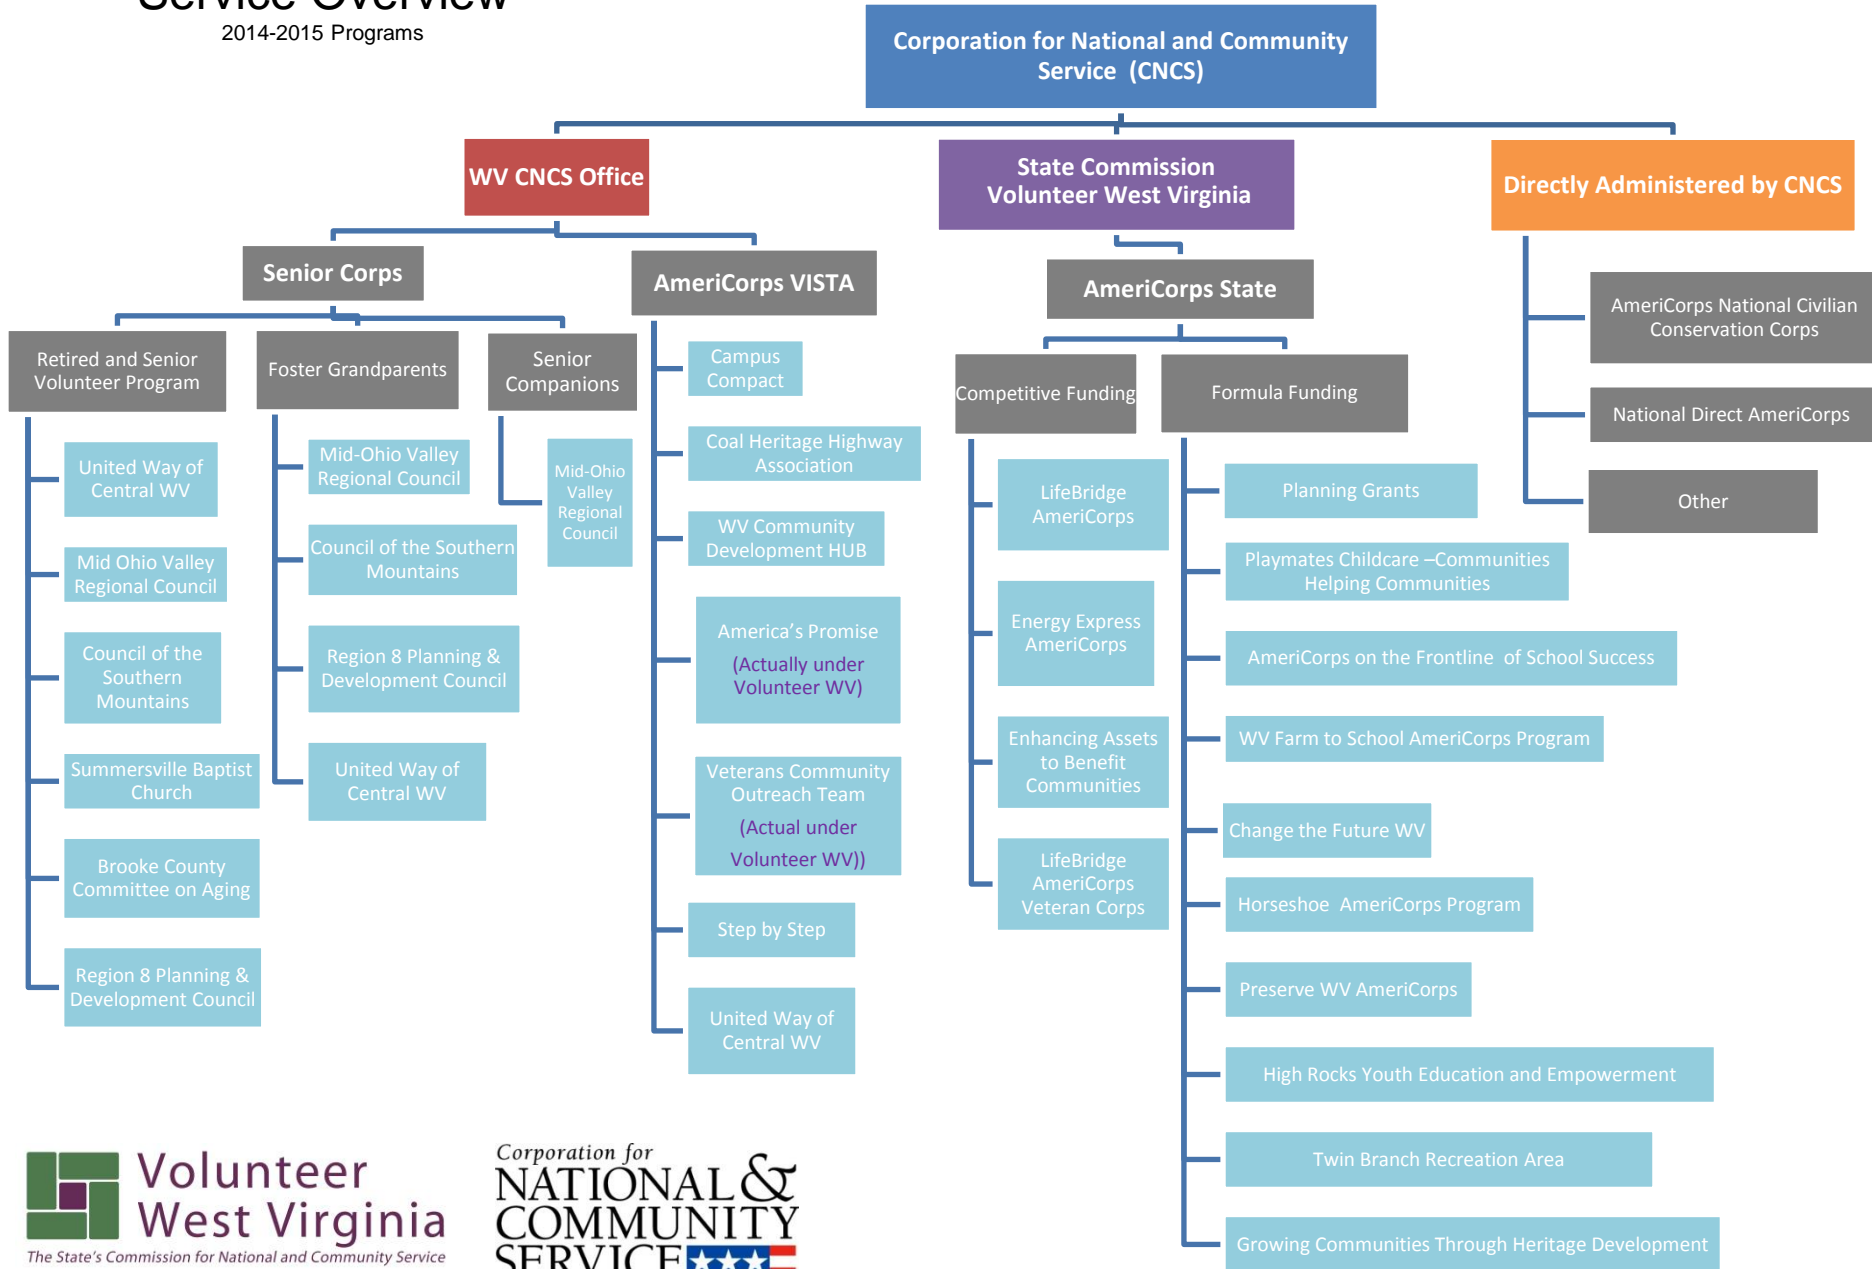 Service Overview
2014-2015 Programs
Corporation for National and Community
Service (CNCS)
WV CNCS Office
State Commission
Volunteer West Virginia
Directly Administered by CNCS
Senior Corps
AmeriCorps VISTA
AmeriCorps State
Retired and Senior
Volunteer Program
Foster Grandparents
Senior
Companions
United Way of
Central WV
Mid Ohio Valley
Regional Council
Council of the
Southern
Mountains
Summersville Baptist
Church
Brooke County
Committee on Aging
Region 8 Planning &
Development Council
Mid-Ohio Valley
Regional Council
Council of the Southern
Mountains
Region 8 Planning &
Development Council
United Way of
Central WV
Mid-Ohio
Valley
Regional
Council
Campus
Compact
Coal Heritage Highway
Association
WV Community
Development HUB
America's Promise
(Actually under
Volunteer WV)
Veterans Community
Outreach Team
(Actual under
Volunteer WV))
Step by Step
United Way of
Central WV
Competitive Funding
Formula Funding
LifeBridge
AmeriCorps
Energy Express
AmeriCorps
Enhancing Assets
to Benefit
Communities
LifeBridge
AmeriCorps
Veteran Corps
Planning Grants
Playmates Childcare –Communities
Helping Communities
AmeriCorps on the Frontline of School Success
WV Farm to School AmeriCorps Program
Change the Future WV
Horseshoe AmeriCorps Program
Preserve WV AmeriCorps
High Rocks Youth Education and Empowerment
Twin Branch Recreation Area
Growing Communities Through Heritage Development
AmeriCorps National Civilian
Conservation Corps
National Direct AmeriCorps
Other
Volunteer
West Virginia
The State's Commission for National and Community Service
Corporation for
NATIONAL &
COMMUNITY
SERVICE